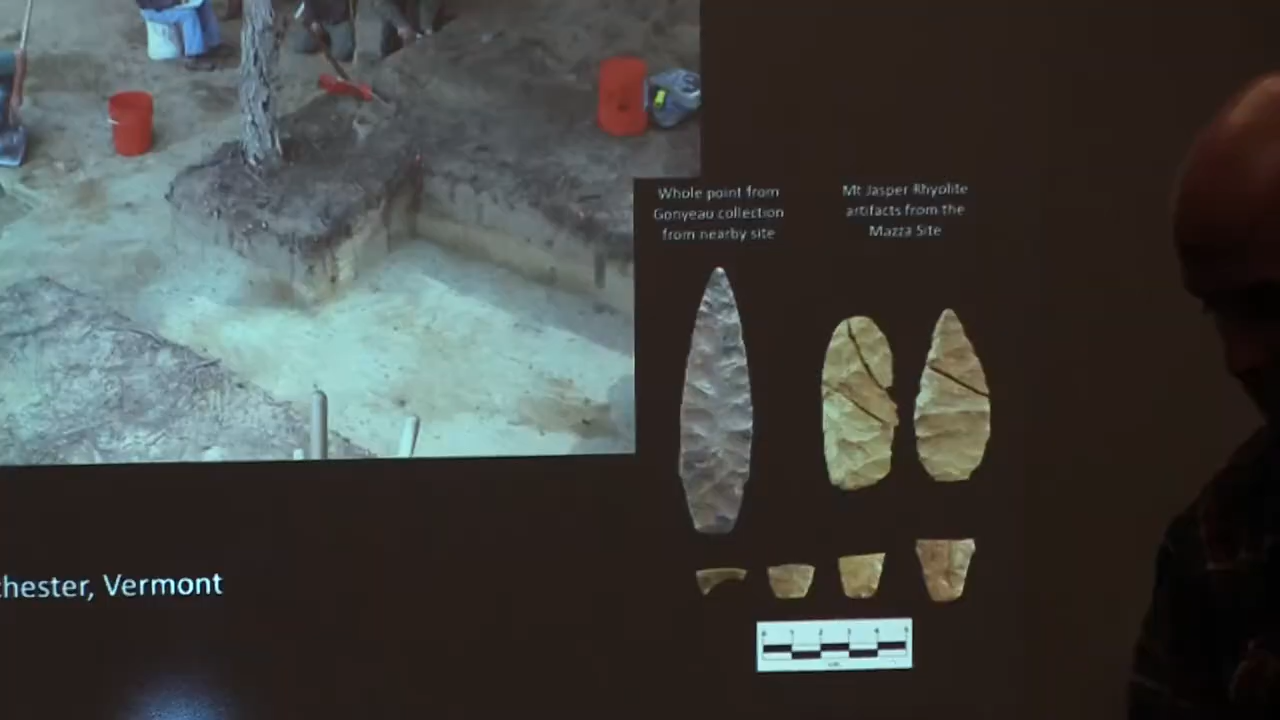 Whole point from
Gonyeau collection
from nearby site
Mt Jasper Rhyolite
artifacts from the
Mazza Site
chester, Vermont